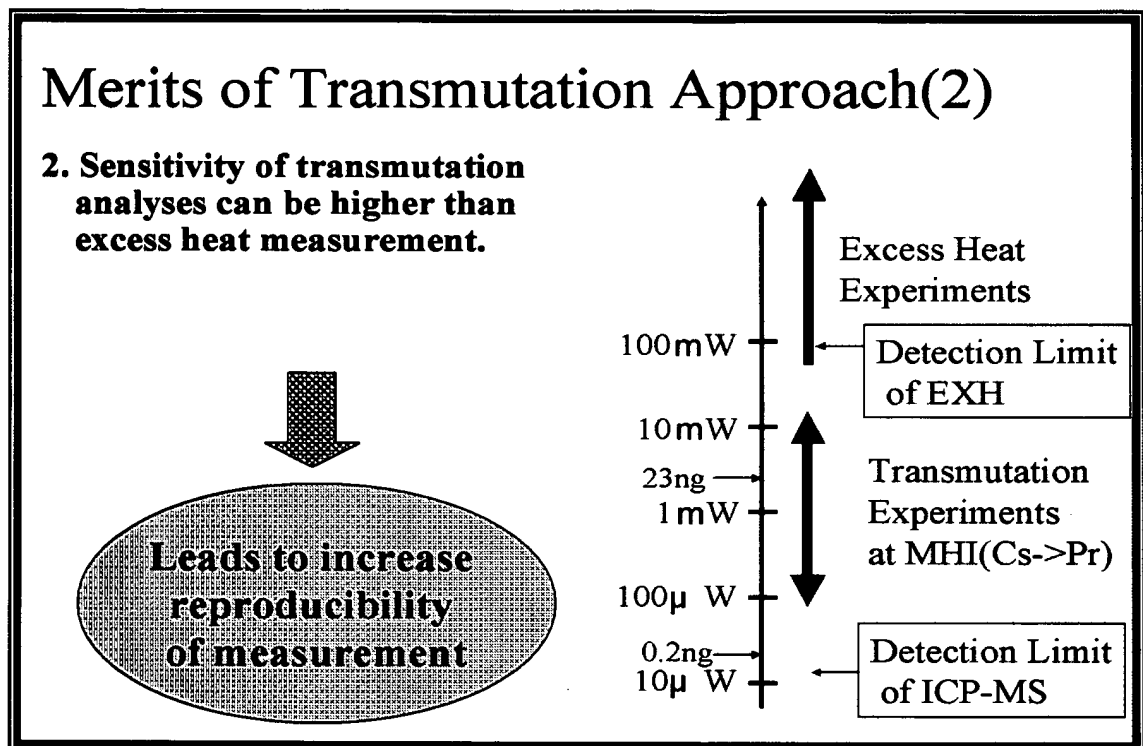 Merits of Transmutation Approach(2)
2. Sensitivity of transmutation
analyses can be higher than
excess heat measurement.
Leads to increase
reproducibility
of measurement
Excess Heat
Experiments
100mW
Detection Limit
of EXH
10mW
23ng
1mW
Transmutation
Experiments
at MHI(Cs->Pr)
100μ W
0.2ng
10μ W
Detection Limit
of ICP-MS